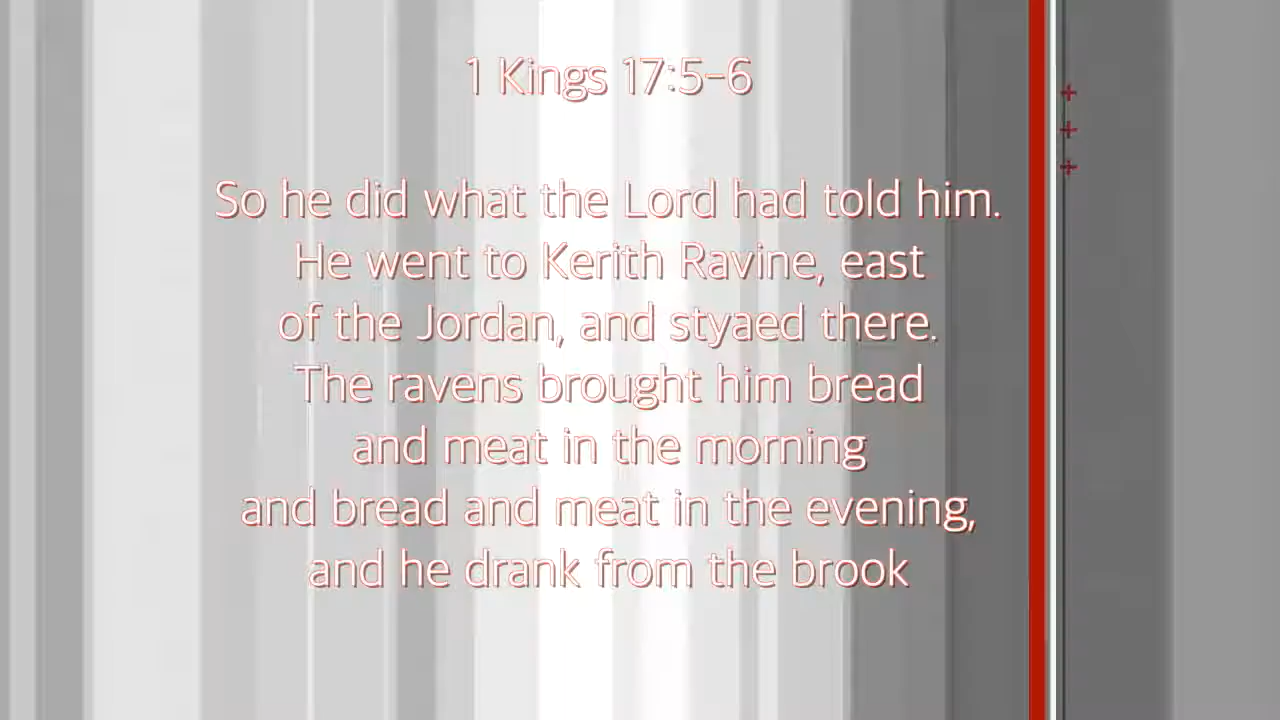 1 Kings 17:5-6
So he did what the Lord had told him.
He went to Kerith Ravine, east
of the Jordan, and styaed there.
The ravens brought him bread
and meat in the morning
and bread and meat in the evening,
and he drank from the brook